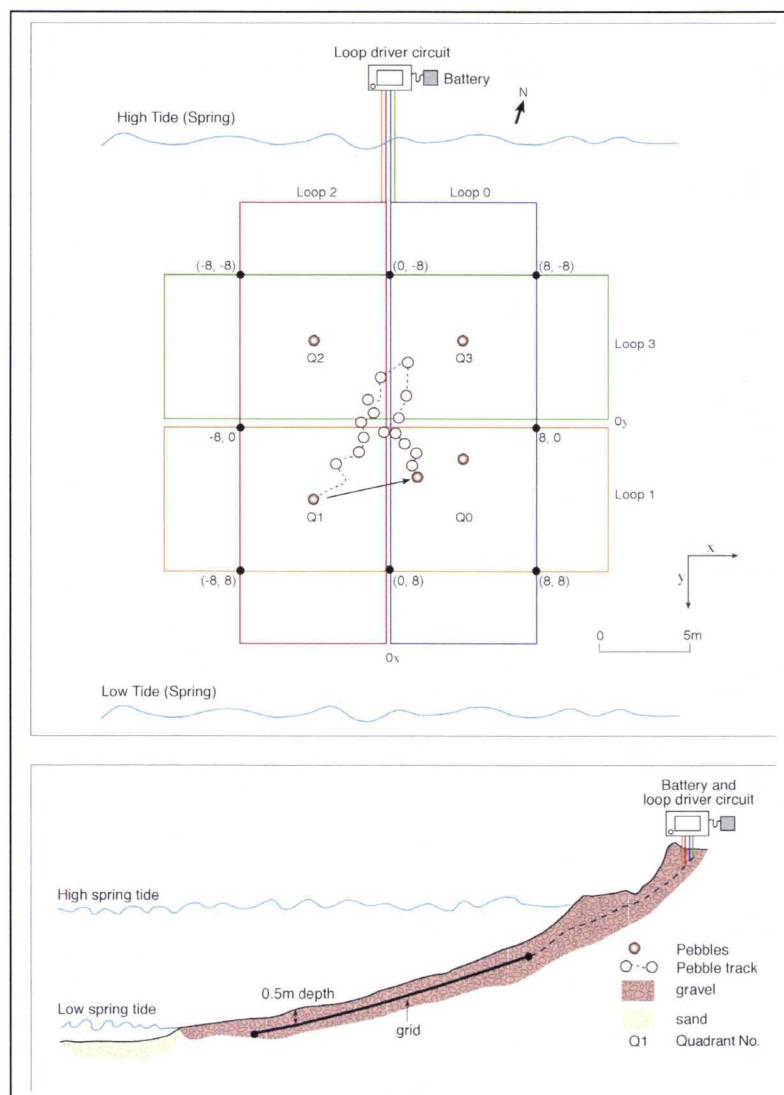 Loop driver circuit
Battery
N
High Tide (Spring)
Loop 2
Loop 0
(-8, -8)
(0, -8)
(8, -8)
Q2
Q3
Loop 3
0y
-8, 0
8, 0
Q1
Q0
Loop 1
x
y
(-8, 8)
(0, 8)
(8, 8)
0
5m
0x
Low Tide (Spring)
Battery and
loop driver circuit
High spring tide
Pebbles
Pebble track
gravel
0.5m depth
Low spring tide
grid
sand
Q1 Quadrant No.